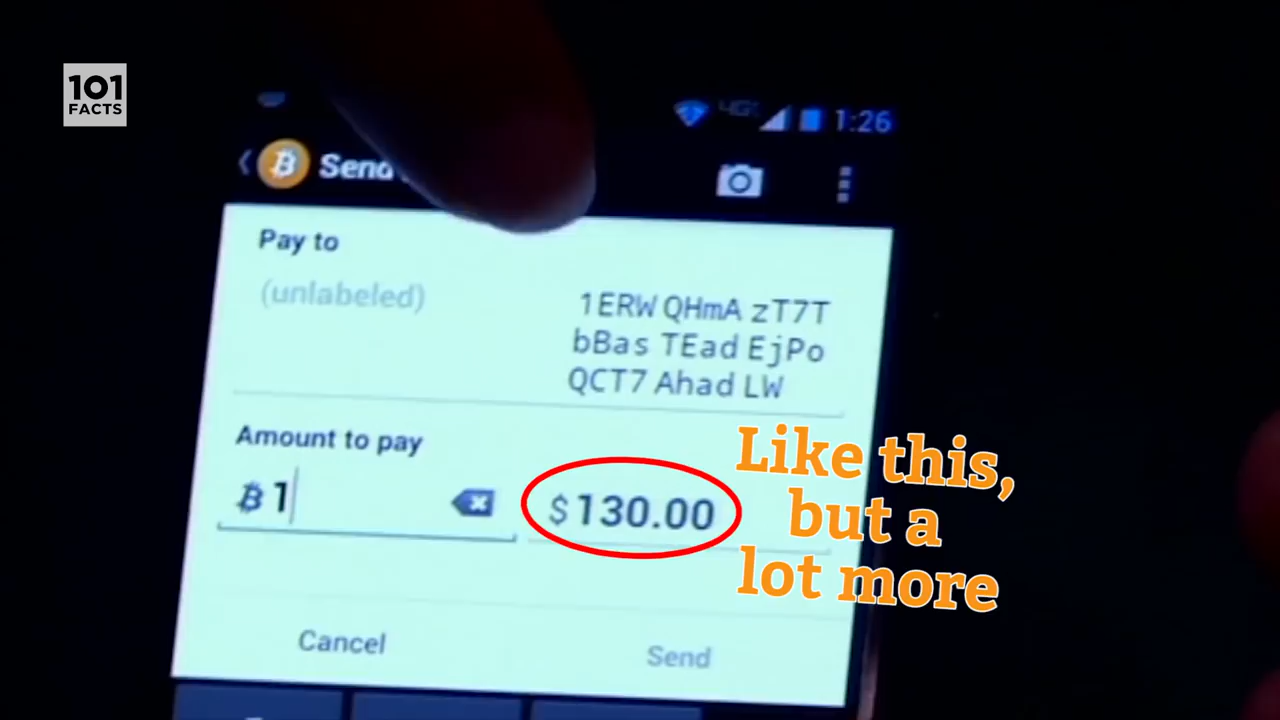 101
FACTS
4G
1:26
Send
Pay to
(unlabeled)
1ERW QHmA zT7T
bBas TEad EjPo
QCT7 Ahad LW
Amount to pay
฿ 1
$130.00
Like this,
but a
lot more
Cancel
Send